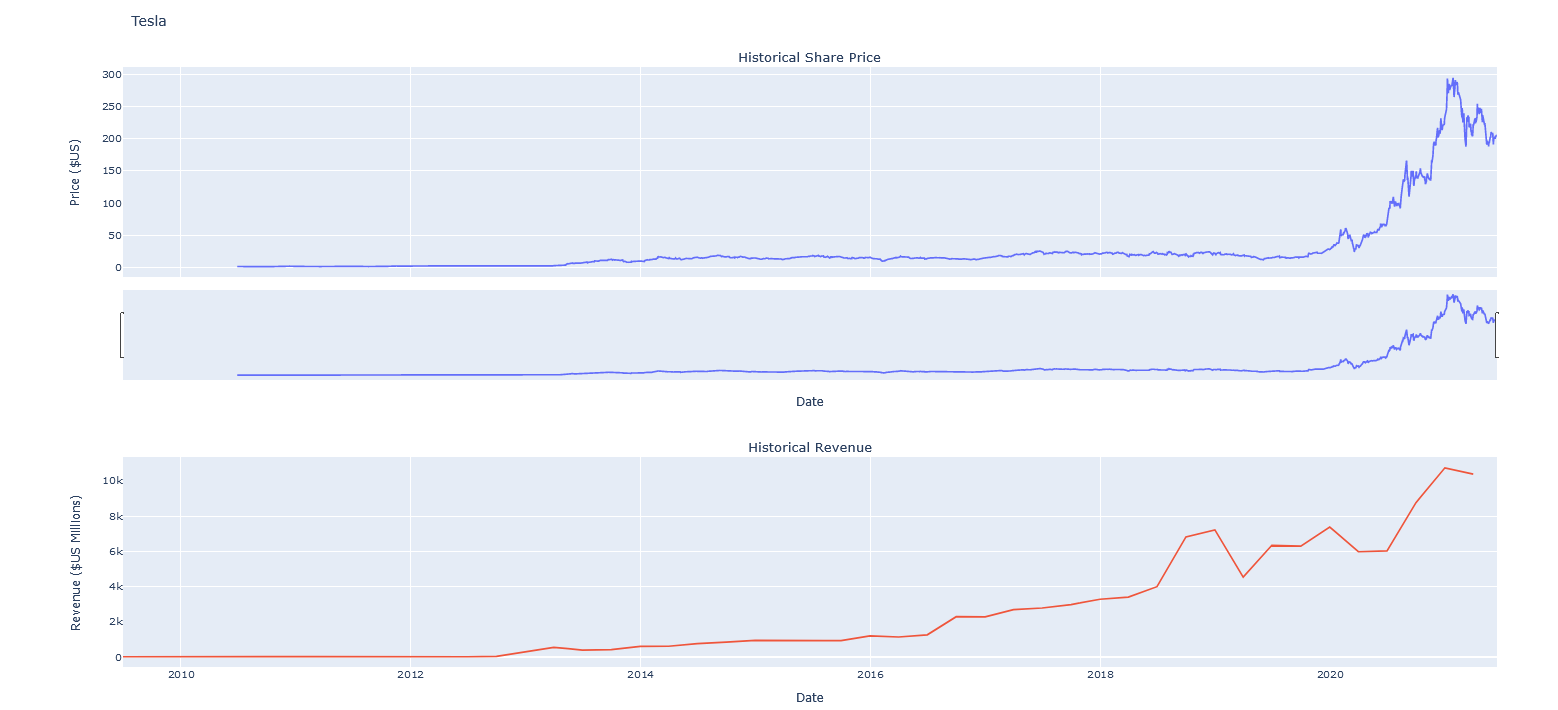 Tesla
Historical Share Price
Price ($US)
300
250
200
150
100
50
0
Date
Historical Revenue
Revenue ($US Millions)
10k
8k
6k
4k
2k
0
2010 2012 2014 2016 2018 2020
Date